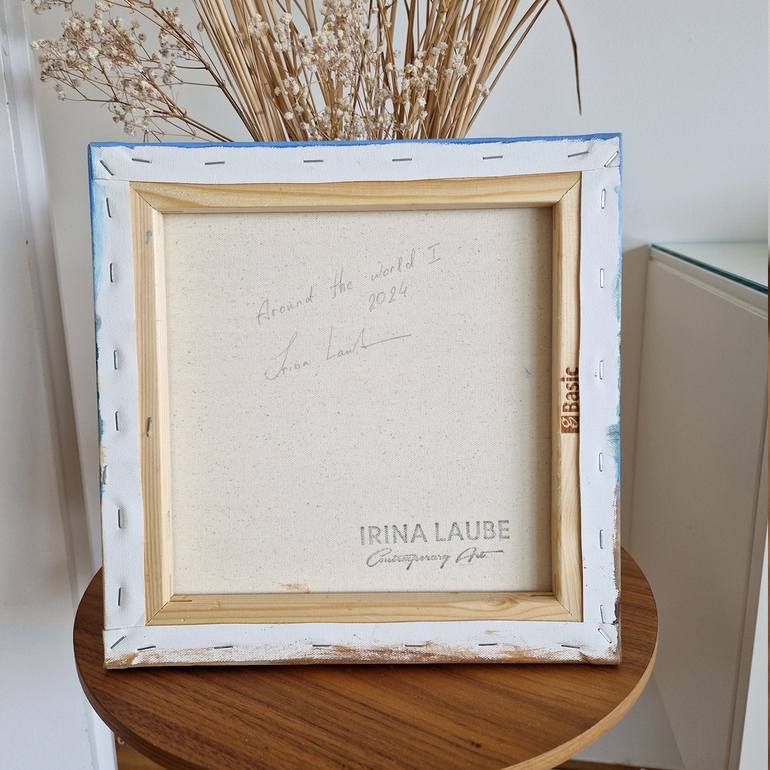 Around the world I
2024
Irina Laube
Basic
IRINA LAUBE
Contemporary Art